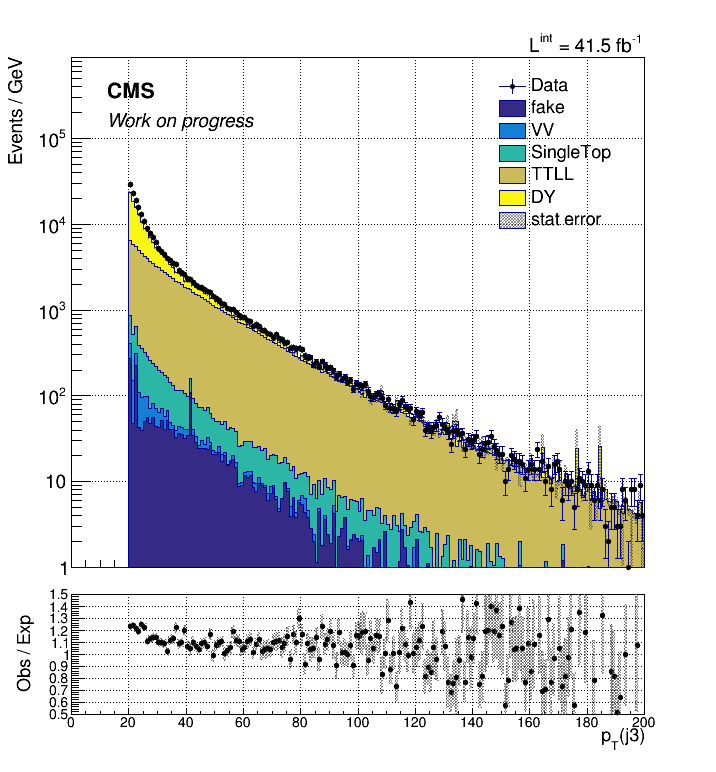 L^int = 41.5 fb^-1
Events / GeV
CMS
Work on progress
Data
fake
VV
SingleTop
TTLL
DY
stat error
10^5
10^4
10^3
10^2
10
1
Obs / Exp
1.5
1.4
1.3
1.2
1.1
1
0.9
0.8
0.7
0.6
0.5
0 20 40 60 80 100 120 140 160 180 200
p_T(j3)